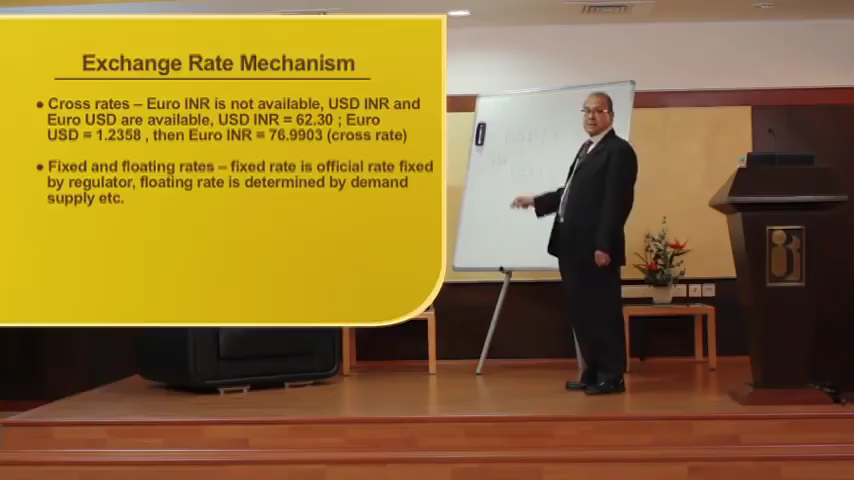 Exchange Rate Mechanism
● Cross rates – Euro INR is not available, USD INR and
Euro USD are available, USD INR = 62.30 ; Euro
USD = 1.2358 , then Euro INR = 76.9903 (cross rate)
● Fixed and floating rates – fixed rate is official rate fixed
by regulator, floating rate is determined by demand
supply etc.